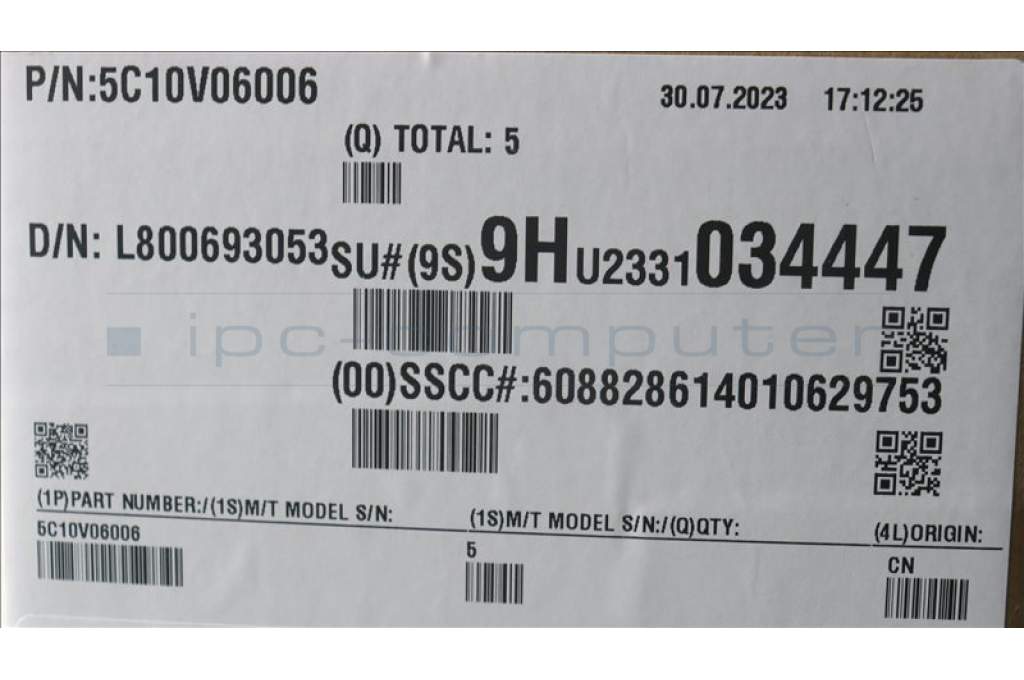 P/N:5C10V06006
30.07.2023 17:12:25
(Q) TOTAL: 5
D/N: L800693053 SU#(9S)9HU2331034447
ipc-computer
(00)SSCC#:608828614010629753
(1P)PART NUMBER:/(1S)M/T MODEL S/N:
(1S)M/T MODEL S/N:/(Q)QTY:
(4L)ORIGIN:
5C10V06006
5
CN